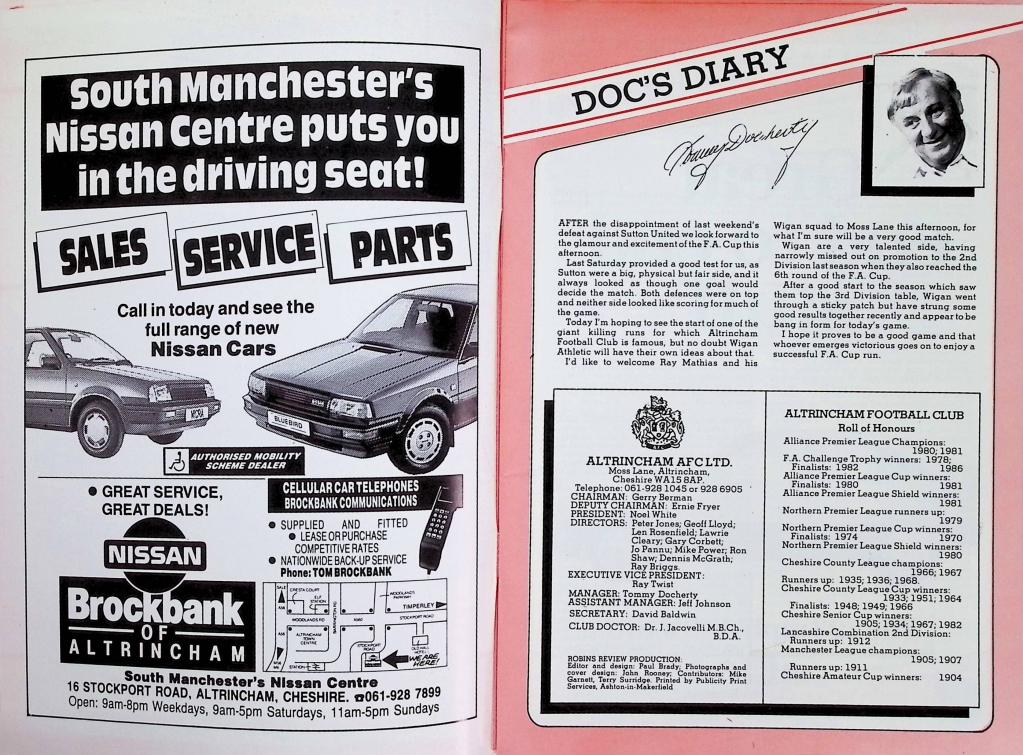 South Manchester's
Nissan Centre puts you
in the driving seat!
SALES
SERVICE
PARTS
Call in today and see the
full range of new
Nissan Cars
MICRA
BLUEBIRD
AUTHORISED MOBILITY
SCHEME DEALER
• GREAT SERVICE,
GREAT DEALS!
NISSAN
Brockbank
OF
ALTRINCHAM
CELLULAR CAR TELEPHONES
BROCKBANK COMMUNICATIONS
• SUPPLIED AND FITTED
• LEASE OR PURCHASE
COMPETITIVE RATES
• NATIONWIDE BACK-UP SERVICE
Phone: TOM BROCKBANK
SALE
A56
CRESTA COURT
STATION
WOODLANDS
PARKWAY
TIMPERLEY
WOODLANDS RD
A560
STOCKPORT ROAD
A56
ALTRINCHAM
TOWN
CENTRE
STOCKPORT
ROAD
OLD HALL
HOTEL
WE ARE
HERE!
STATION
South Manchester's Nissan Centre
16 STOCKPORT ROAD, ALTRINCHAM, CHESHIRE. ☎061-928 7899
Open: 9am-8pm Weekdays, 9am-5pm Saturdays, 11am-5pm Sundays
DOC'S DIARY
Tommy Docherty
AFTER the disappointment of last weekend's
defeat against Sutton United we look forward to
the glamour and excitement of the F.A. Cup this
afternoon.
Last Saturday provided a good test for us, as
Sutton were a big, physical but fair side, and it
always looked as though one goal would
decide the match. Both defences were on top
and neither side looked like scoring for much of
the game.
Today I'm hoping to see the start of one of the
giant killing runs for which Altrincham
Football Club is famous, but no doubt Wigan
Athletic will have their own ideas about that.
I'd like to welcome Ray Mathias and his
Wigan squad to Moss Lane this afternoon, for
what I'm sure will be a very good match.
Wigan are a very talented side, having
narrowly missed out on promotion to the 2nd
Division last season when they also reached the
6th round of the F.A. Cup.
After a good start to the season which saw
them top the 3rd Division table, Wigan went
through a sticky patch but have strung some
good results together recently and appear to be
bang in form for today's game.
I hope it proves to be a good game and that
whoever emerges victorious goes on to enjoy a
successful F.A. Cup run.
ALTRINCHAM AFC LTD.
Moss Lane, Altrincham,
Cheshire WA15 8AP.
Telephone: 061-928 1045 or 928 6905
CHAIRMAN: Gerry Berman
DEPUTY CHAIRMAN: Ernie Fryer
PRESIDENT: Noel White
DIRECTORS: Peter Jones; Geoff Lloyd;
Len Rosenfield; Lawrie
Cleary; Gary Corbett;
Jo Pannu; Mike Power; Ron
Shaw; Dennis McGrath;
Ray Briggs.
EXECUTIVE VICE PRESIDENT:
Ray Twist
MANAGER: Tommy Docherty
ASSISTANT MANAGER: Jeff Johnson
SECRETARY: David Baldwin
CLUB DOCTOR: Dr. J. Jacovelli M.B.Ch.,
B.D.A.
ROBINS REVIEW PRODUCTION:
Editor and design: Paul Brady; Photographs and
cover design: John Rooney; Contributors: Mike
Garnett, Terry Surridge. Printed by Publicity Print
Services, Ashton-in-Makerfield
ALTRINCHAM FOOTBALL CLUB
Roll of Honours
Alliance Premier League Champions:
1980; 1981
F.A. Challenge Trophy winners: 1978;
Finalists: 1982 1986
Alliance Premier League Cup winners:
Finalists: 1980 1981
Alliance Premier League Shield winners:
1981
Northern Premier League runners up:
1979
Northern Premier League Cup winners:
Finalists: 1974 1970
Northern Premier League Shield winners:
1980
Cheshire County League champions:
1966; 1967
Runners up: 1935; 1936; 1968.
Cheshire County League Cup winners:
1933; 1951; 1964
Finalists: 1948; 1949; 1966
Cheshire Senior Cup winners:
1905; 1934; 1967; 1982
Lancashire Combination 2nd Division:
Runners up: 1912
Manchester League champions:
1905; 1907
Runners up: 1911
Cheshire Amateur Cup winners: 1904